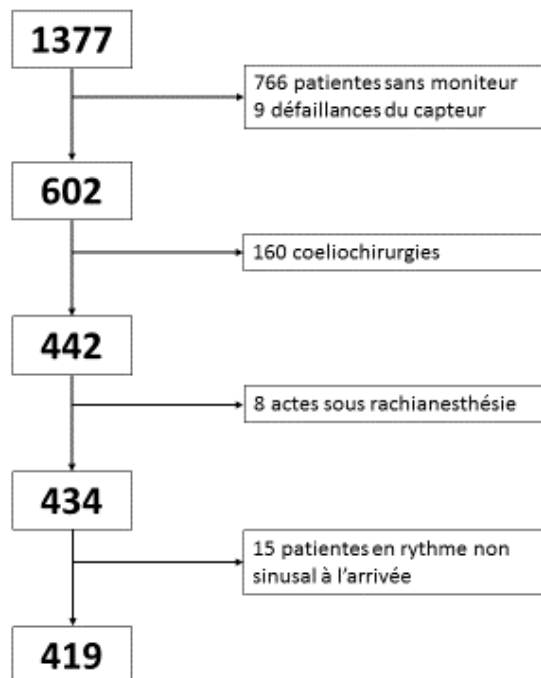 1377
766 patientes sans moniteur
9 défaillances du capteur
602
160 coeliochirurgies
442
8 actes sous rachianesthésie
434
15 patientes en rythme non
sinusal à l'arrivée
419